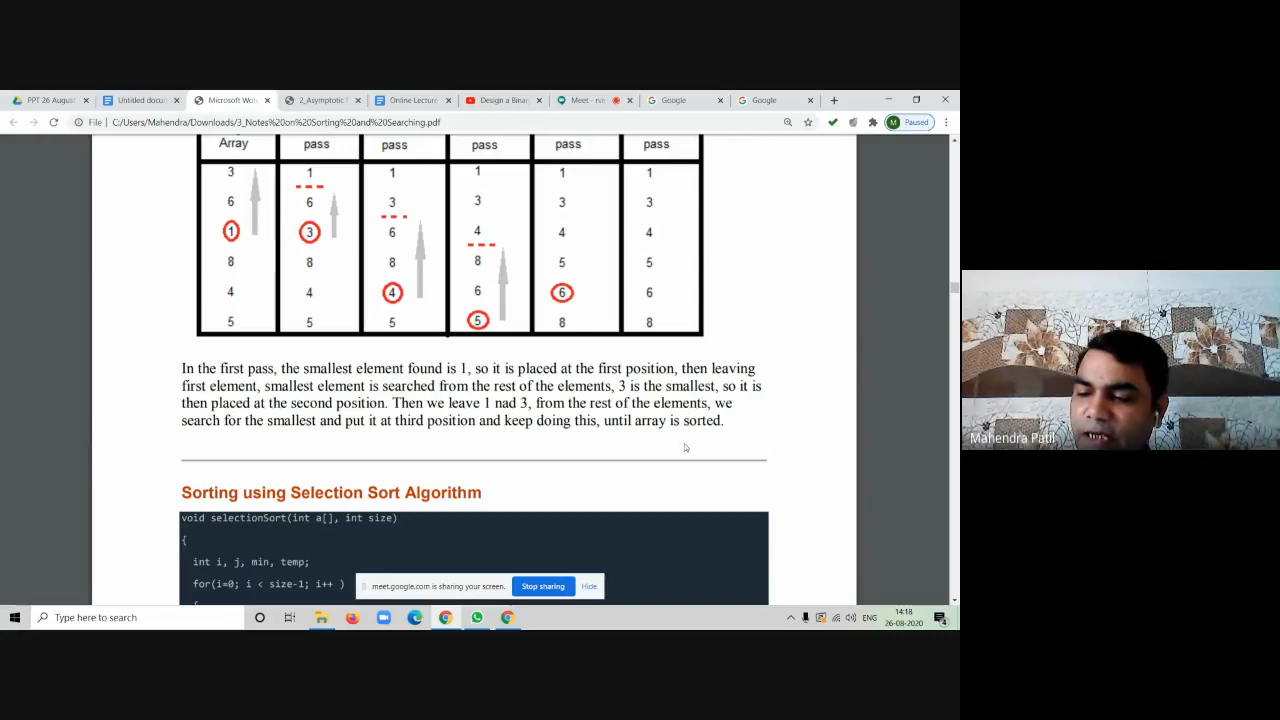 PPT 26 August
Untitled docu
Microsoft Wor
2_Asymptotic
Online Lecture
Design a Bina
Meet - rve
Google
Google
File | C:/Users/Mahendra/Downloads/3_Notes%20on%20Sorting%20and%20Searching.pdf
M Paused
Array pass pass pass pass pass
3 1 1 1 1 1
6 6 3 3 3 3
1 3 6 4 4 4
8 8 8 8 5 5
4 4 4 6 6 6
5 5 5 5 8 8
In the first pass, the smallest element found is 1, so it is placed at the first position, then leaving
first element, smallest element is searched from the rest of the elements, 3 is the smallest, so it is
then placed at the second position. Then we leave 1 nad 3, from the rest of the elements, we
search for the smallest and put it at third position and keep doing this, until array is sorted.
Mahendra Patil
Sorting using Selection Sort Algorithm
void selectionSort(int a[], int size)
{
int i, j, min, temp;
for(i=0; i < size-1; i++ )
{
meet.google.com is sharing your screen.
Stop sharing
Hide
Type here to search
ENG
14:18
26-08-2020
4